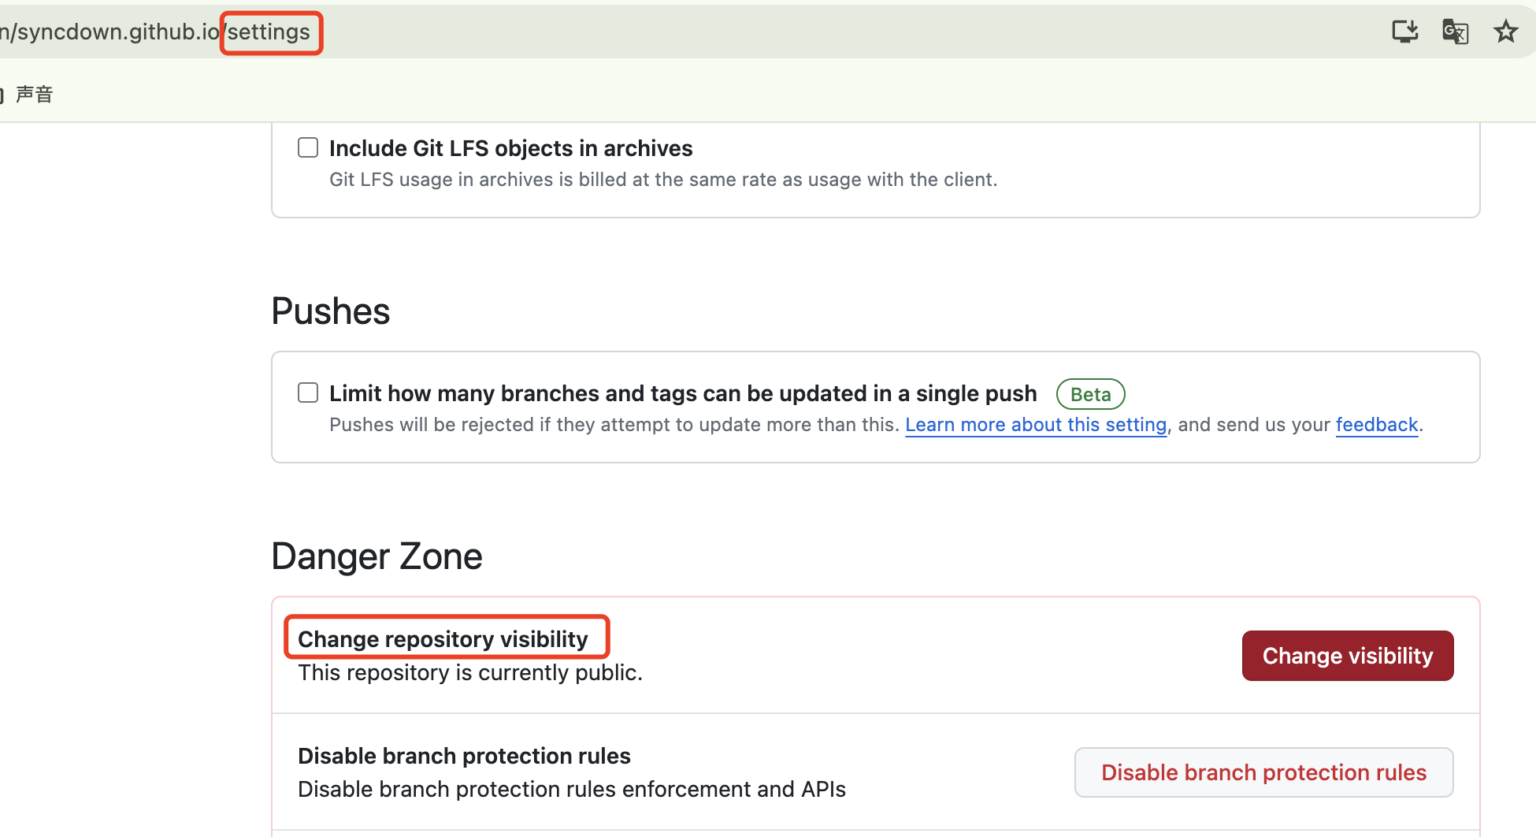 n/syncdown.github.io/settings
声音
Include Git LFS objects in archives
Git LFS usage in archives is billed at the same rate as usage with the client.
Pushes
Limit how many branches and tags can be updated in a single push Beta
Pushes will be rejected if they attempt to update more than this. Learn more about this setting, and send us your feedback.
Danger Zone
Change repository visibility
This repository is currently public.
Change visibility
Disable branch protection rules
Disable branch protection rules enforcement and APIs
Disable branch protection rules